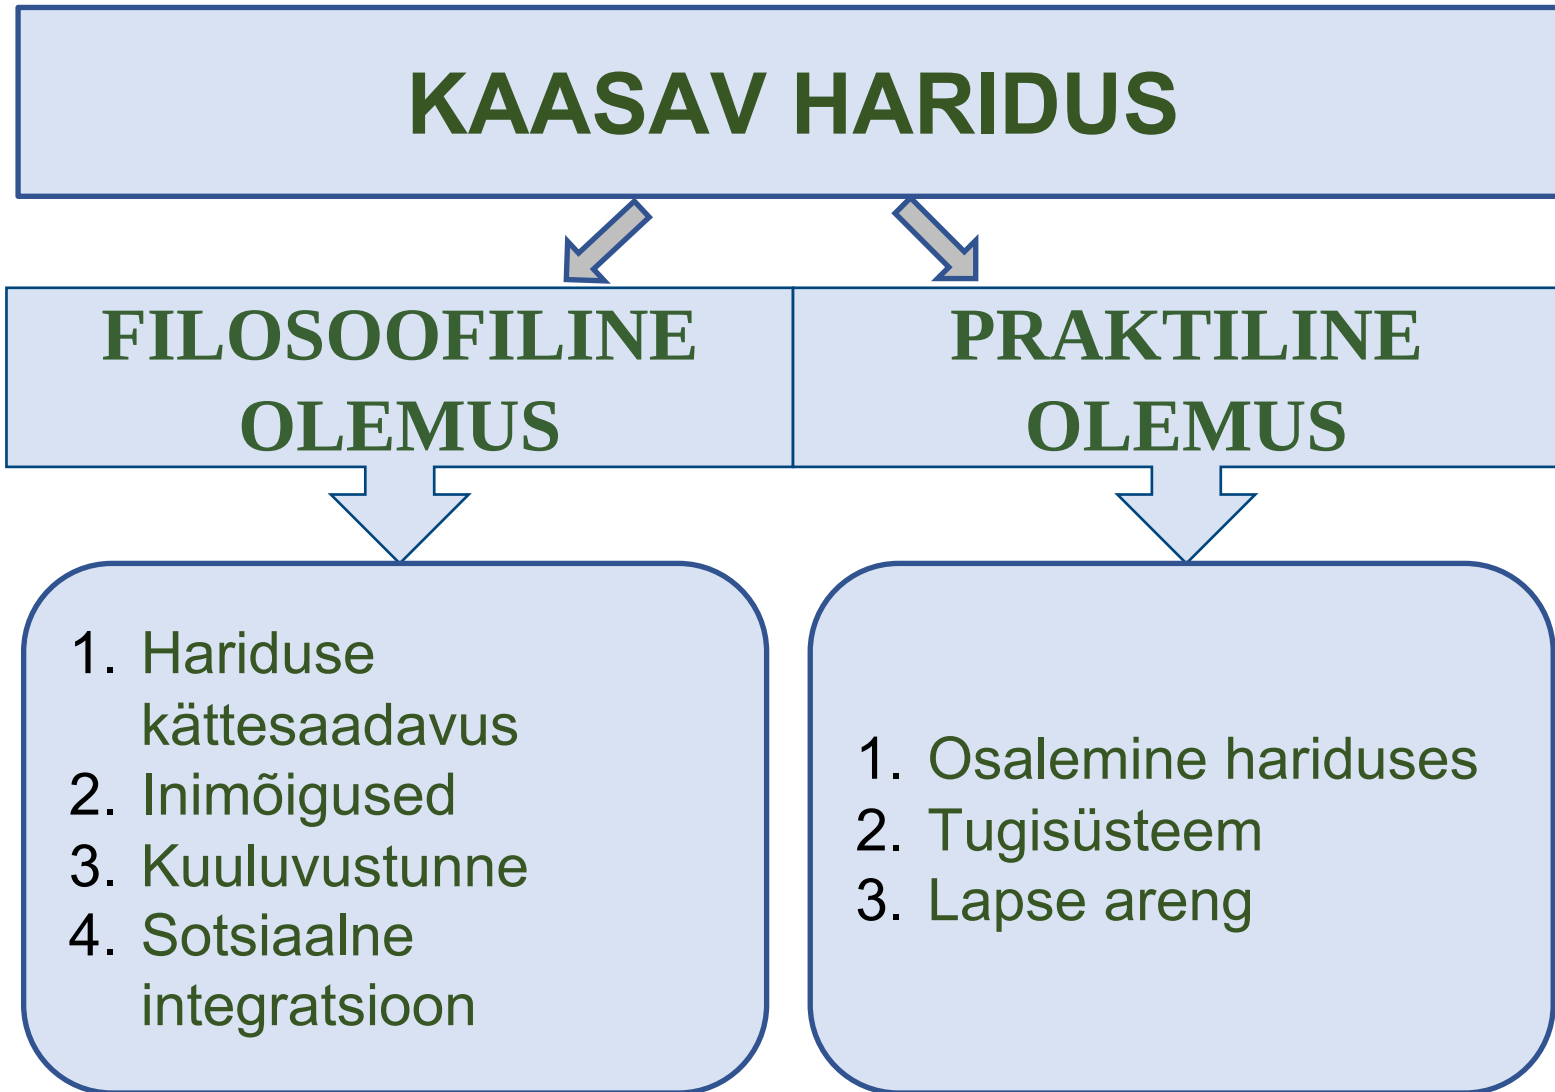 KAASAV HARIDUS
FILOSOOFILINE
OLEMUS
PRAKTILINE
OLEMUS
1. Hariduse
kättesaadavus
2. Inimõigused
3. Kuuluvustunne
4. Sotsiaalne
integratsioon
1. Osalemine hariduses
2. Tugisüsteem
3. Lapse areng